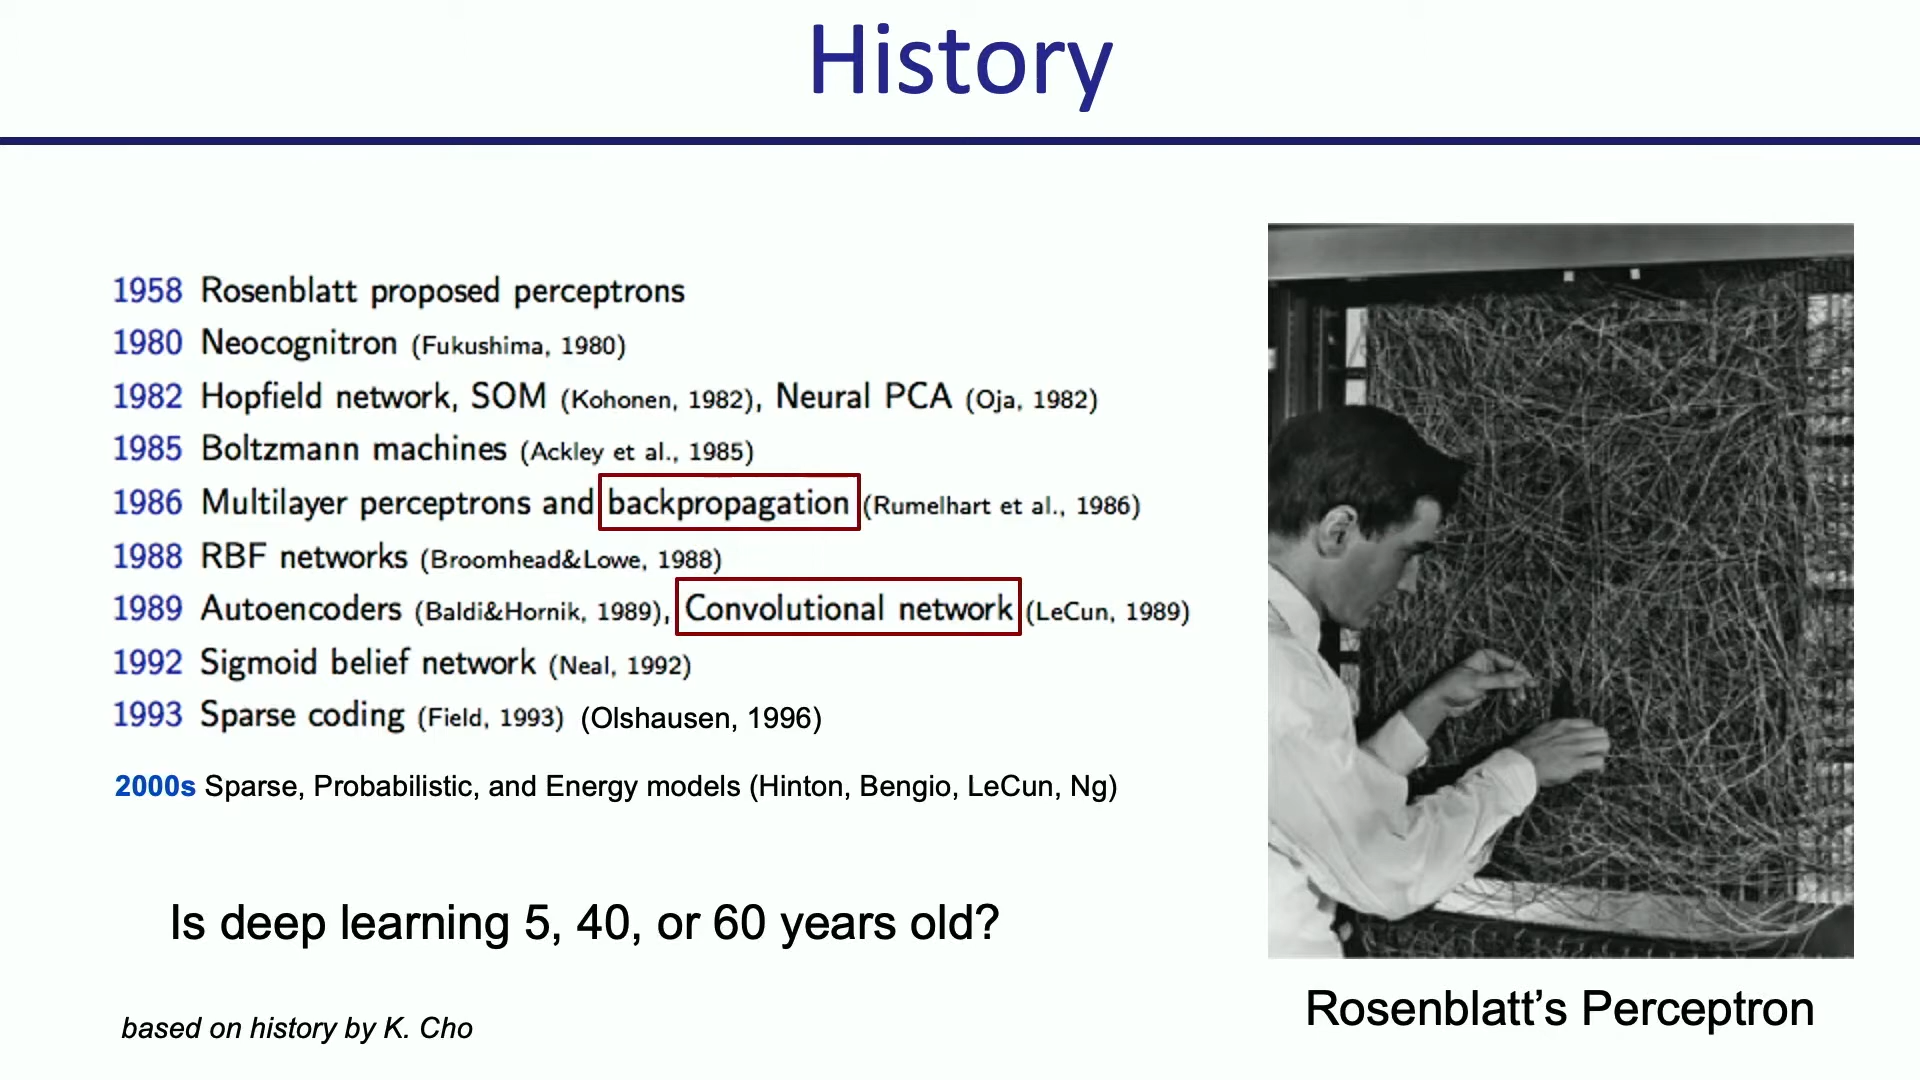 History
1958 Rosenblatt proposed perceptrons
1980 Neocognitron (Fukushima, 1980)
1982 Hopfield network, SOM (Kohonen, 1982), Neural PCA (Oja, 1982)
1985 Boltzmann machines (Ackley et al., 1985)
1986 Multilayer perceptrons and backpropagation (Rumelhart et al., 1986)
1988 RBF networks (Broomhead&Lowe, 1988)
1989 Autoencoders (Baldi&Hornik, 1989), Convolutional network (LeCun, 1989)
1992 Sigmoid belief network (Neal, 1992)
1993 Sparse coding (Field, 1993) (Olshausen, 1996)
2000s Sparse, Probabilistic, and Energy models (Hinton, Bengio, LeCun, Ng)
Is deep learning 5, 40, or 60 years old?
based on history by K. Cho
Rosenblatt’s Perceptron